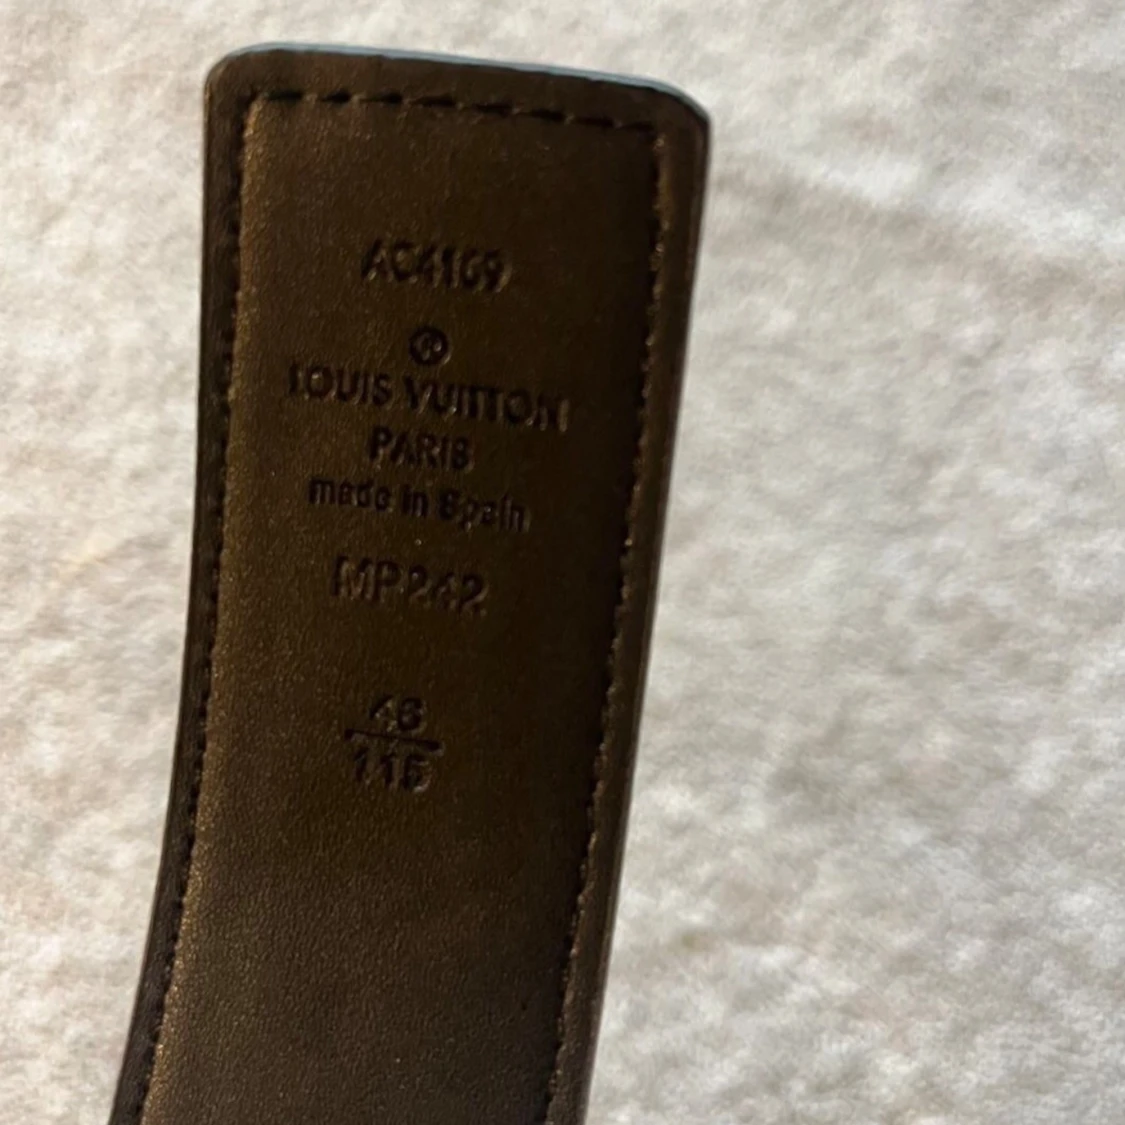 AC4169
®
LOUIS VUITTON
PARIS
made in Spain
MP242
46
115